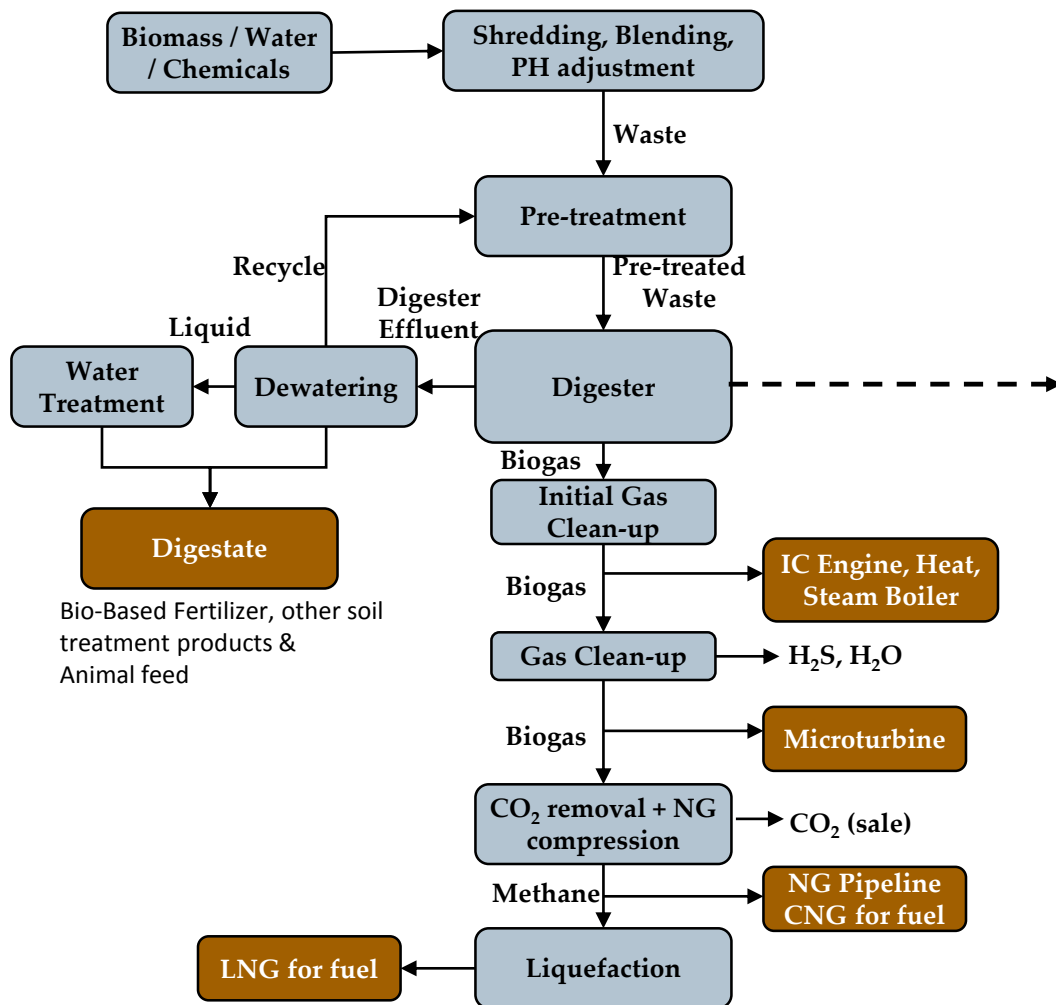 Biomass / Water
/ Chemicals
Shredding, Blending,
PH adjustment
Waste
Pre-treatment
Recycle
Pre-treated
Waste
Digester
Effluent
Liquid
Water
Treatment
Dewatering
Digester
Biogas
Initial Gas
Clean-up
Digestate
Bio-Based Fertilizer, other soil
treatment products &
Animal feed
Biogas
IC Engine, Heat,
Steam Boiler
Gas Clean-up
H₂S, H₂O
Biogas
Microturbine
CO₂ removal + NG
compression
CO₂ (sale)
Methane
NG Pipeline
CNG for fuel
LNG for fuel
Liquefaction